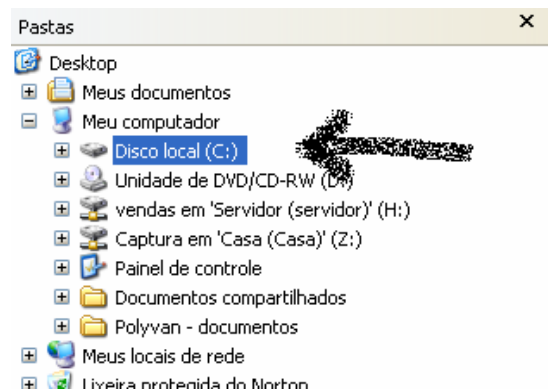 Pastas
Desktop
Meus documentos
Meu computador
Disco local (C:)
Unidade de DVD/CD-RW (D:)
vendas em 'Servidor (servidor)' (H:)
Captura em 'Casa (Casa)' (Z:)
Painel de controle
Documentos compartilhados
Polyvan - documentos
Meus locais de rede
Lixeira protegida do Norton